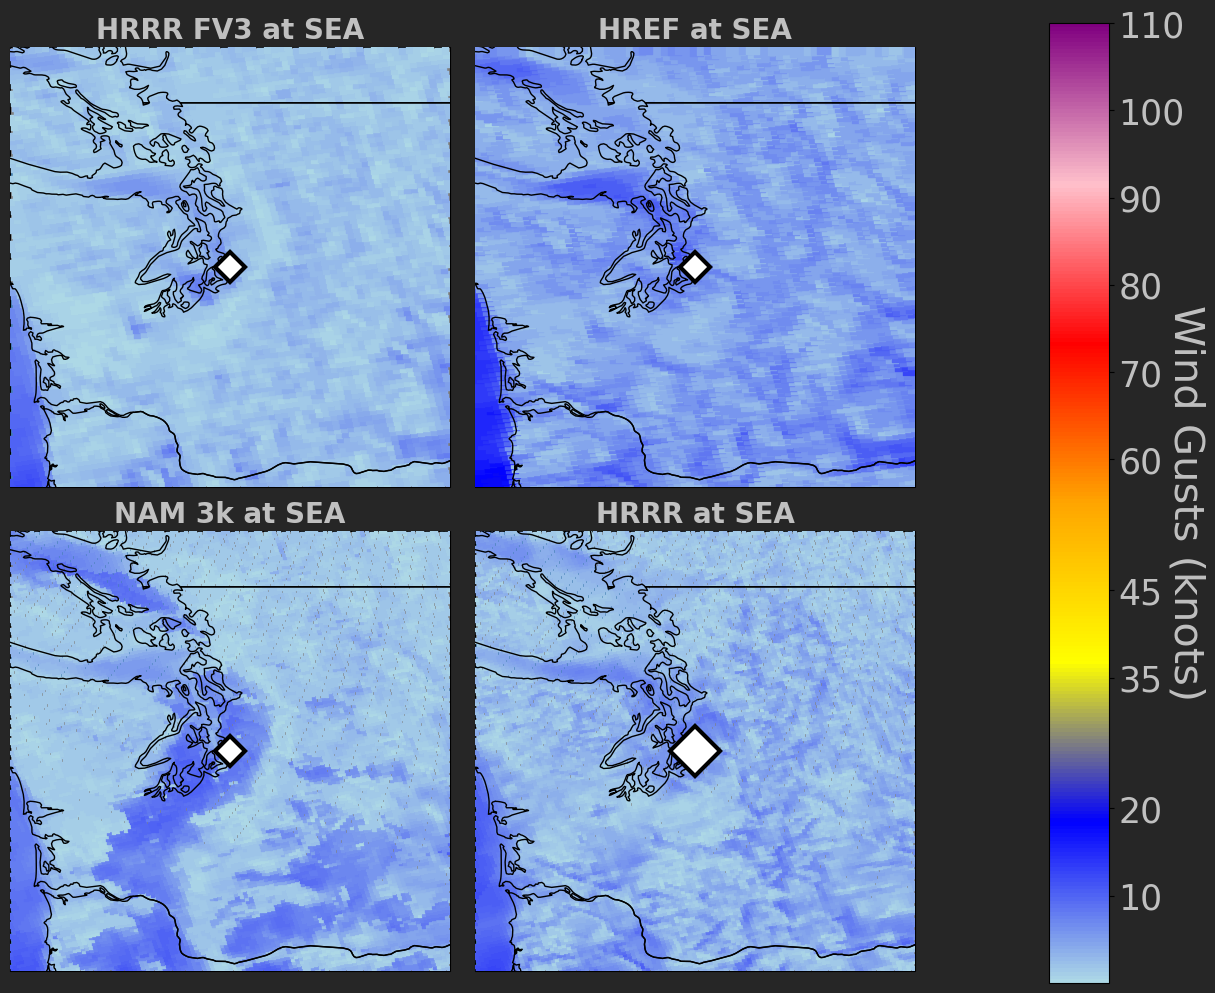 HRRR FV3 at SEA
HREF at SEA
NAM 3k at SEA
HRRR at SEA
110
100
90
80
70
60
45
35
20
10
Wind Gusts (knots)